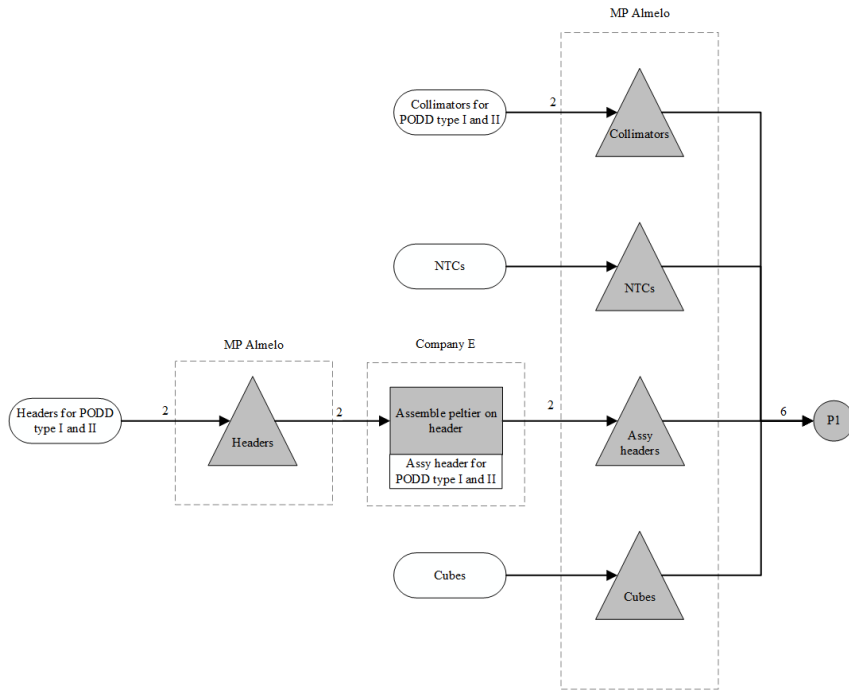 MP Almelo
Collimators for
PODD type I and II
2
Collimators
NTCs
NTCs
MP Almelo
Company E
Headers for PODD
type I and II
2
Headers
2
Assemble peltier on
header
Assy header for
PODD type I and II
2
Assy
headers
6
P1
Cubes
Cubes